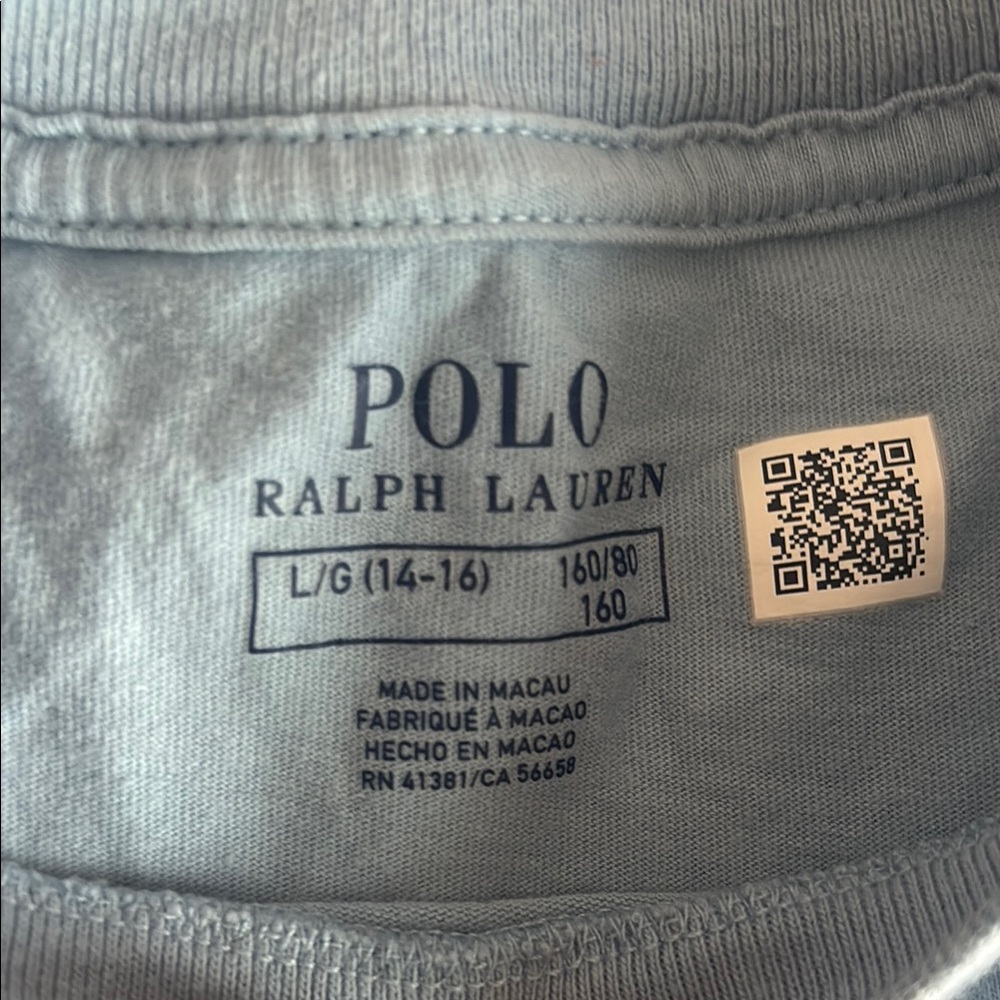 POLO
RALPH LAUREN
L/G (14-16) 160/80
160
MADE IN MACAU
FABRIQUÉ À MACAO
HECHO EN MACAO
RN 41381/CA 56658